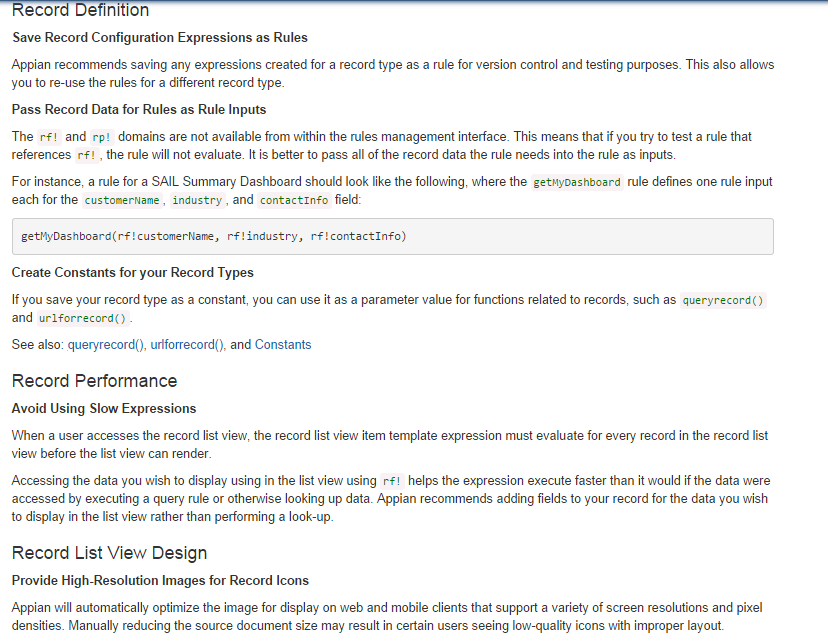 Record Definition
Save Record Configuration Expressions as Rules
Appian recommends saving any expressions created for a record type as a rule for version control and testing purposes. This also allows
you to re-use the rules for a different record type.
Pass Record Data for Rules as Rule Inputs
The rf! and rp! domains are not available from within the rules management interface. This means that if you try to test a rule that
references rf! , the rule will not evaluate. It is better to pass all of the record data the rule needs into the rule as inputs.
For instance, a rule for a SAIL Summary Dashboard should look like the following, where the getMyDashboard rule defines one rule input
each for the customerName , industry , and contactInfo field:
getMyDashboard(rf!customerName, rf!industry, rf!contactInfo)
Create Constants for your Record Types
If you save your record type as a constant, you can use it as a parameter value for functions related to records, such as queryrecord()
and urlforrecord() .
See also: queryrecord(), urlforrecord(), and Constants
Record Performance
Avoid Using Slow Expressions
When a user accesses the record list view, the record list view item template expression must evaluate for every record in the record list
view before the list view can render.
Accessing the data you wish to display using in the list view using rf! helps the expression execute faster than it would if the data were
accessed by executing a query rule or otherwise looking up data. Appian recommends adding fields to your record for the data you wish
to display in the list view rather than performing a look-up.
Record List View Design
Provide High-Resolution Images for Record Icons
Appian will automatically optimize the image for display on web and mobile clients that support a variety of screen resolutions and pixel
densities. Manually reducing the source document size may result in certain users seeing low-quality icons with improper layout.